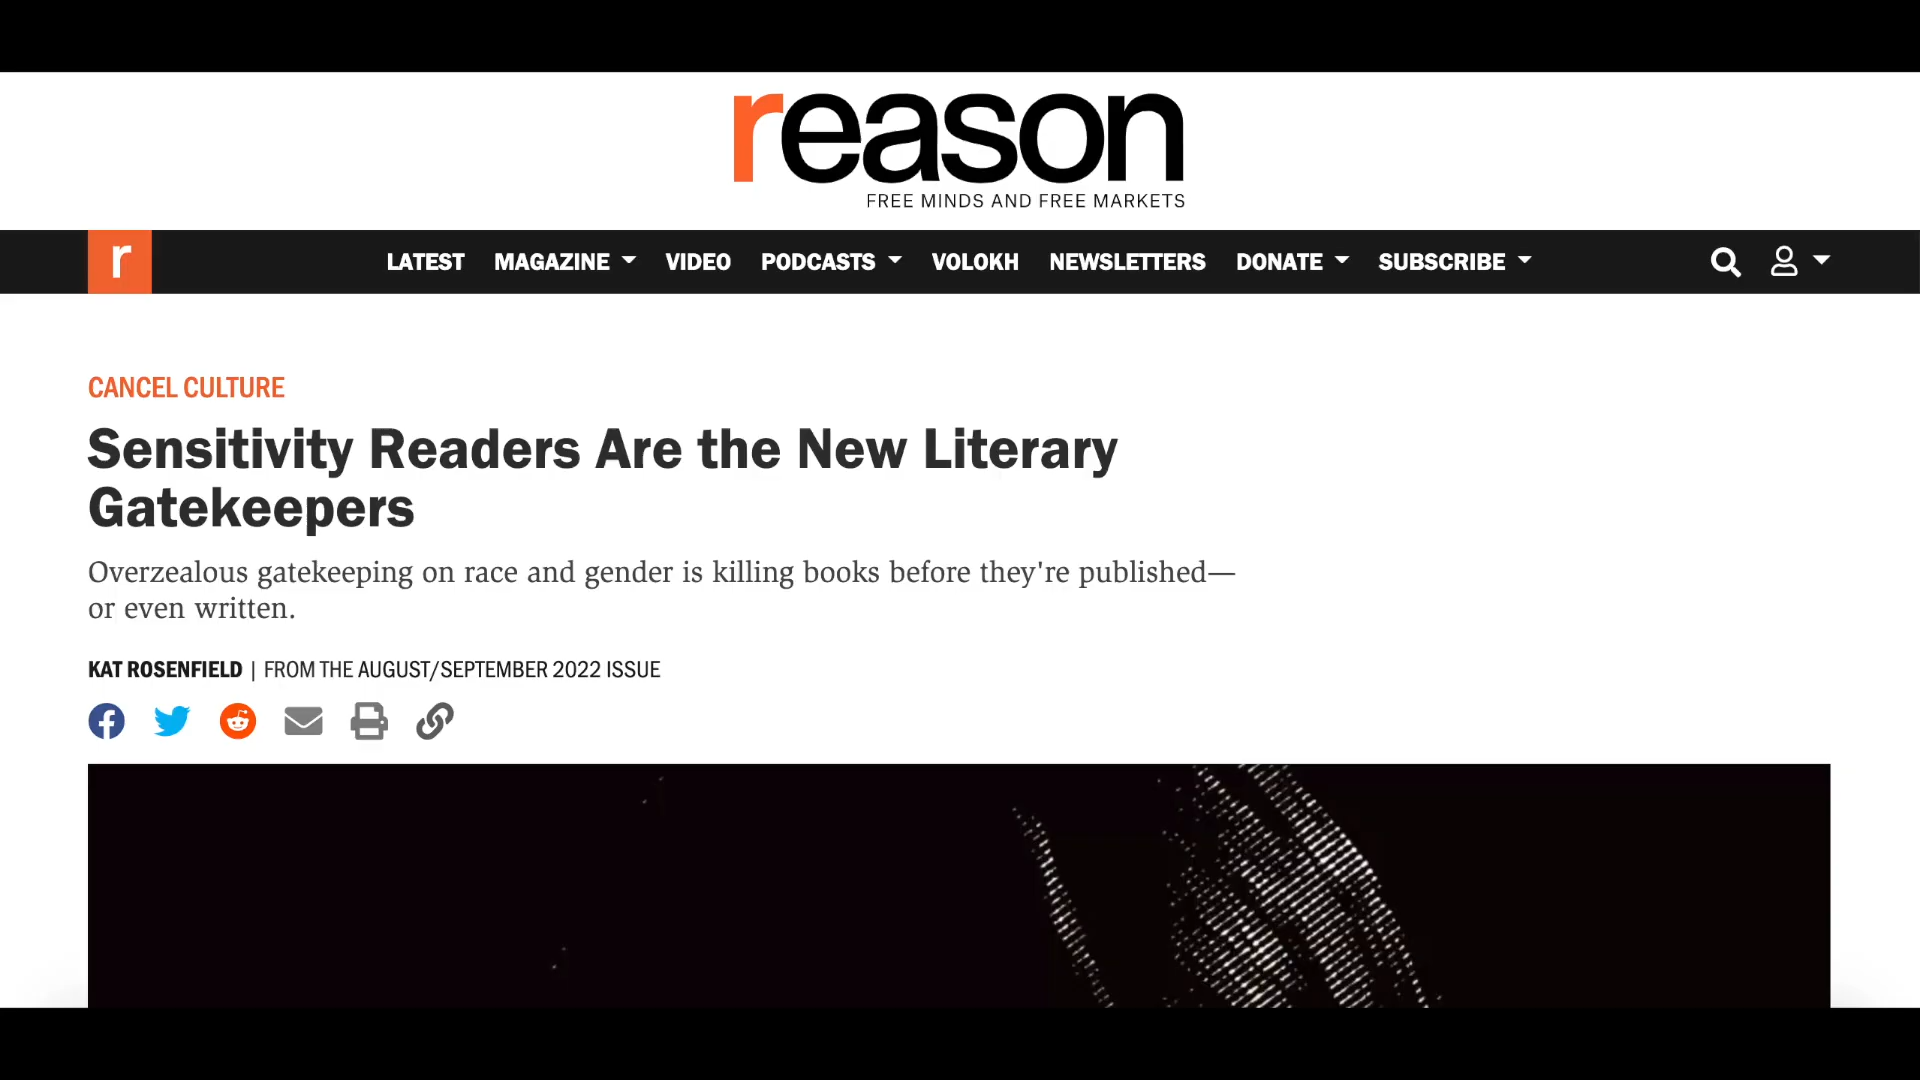 reason
FREE MINDS AND FREE MARKETS
r LATEST MAGAZINE VIDEO PODCASTS VOLOKH NEWSLETTERS DONATE SUBSCRIBE
CANCEL CULTURE
Sensitivity Readers Are the New Literary
Gatekeepers
Overzealous gatekeeping on race and gender is killing books before they're published—
or even written.
KAT ROSENFIELD | FROM THE AUGUST/SEPTEMBER 2022 ISSUE